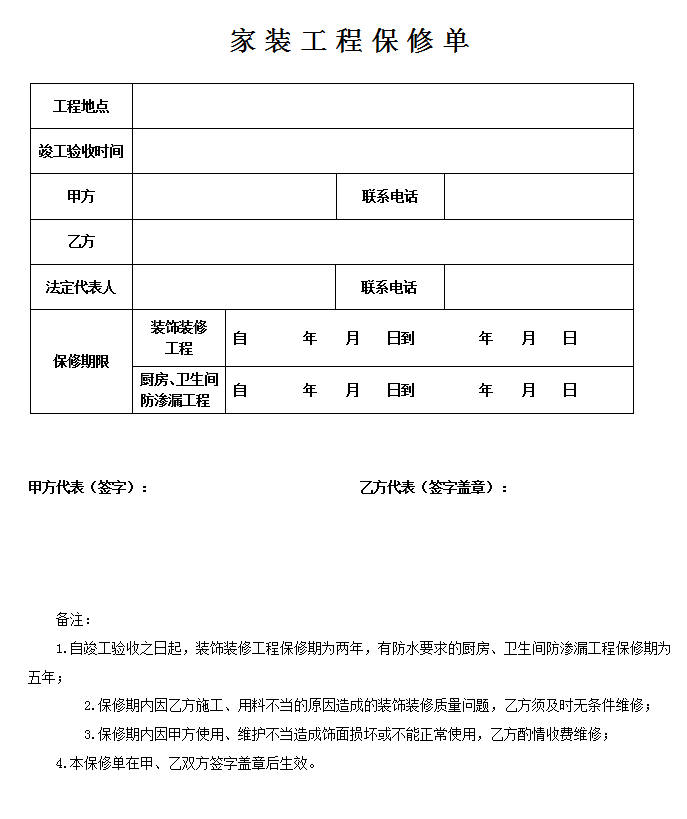 家装工程保修单
工程地点
竣工验收时间
甲方 联系电话
乙方
法定代表人 联系电话
保修期限
装饰装修
工程
自 年 月 日到 年 月 日
厨房、卫生间
防渗漏工程
自 年 月 日到 年 月 日
甲方代表（签字）： 乙方代表（签字盖章）：
备注：
1.自竣工验收之日起，装饰装修工程保修期为两年，有防水要求的厨房、卫生间防渗漏工程保修期为
五年；
2.保修期内因乙方施工、用料不当的原因造成的装饰装修质量问题，乙方须及时无条件维修；
3.保修期内因甲方使用、维护不当造成饰面损坏或不能正常使用，乙方酌情收费维修；
4.本保修单在甲、乙双方签字盖章后生效。